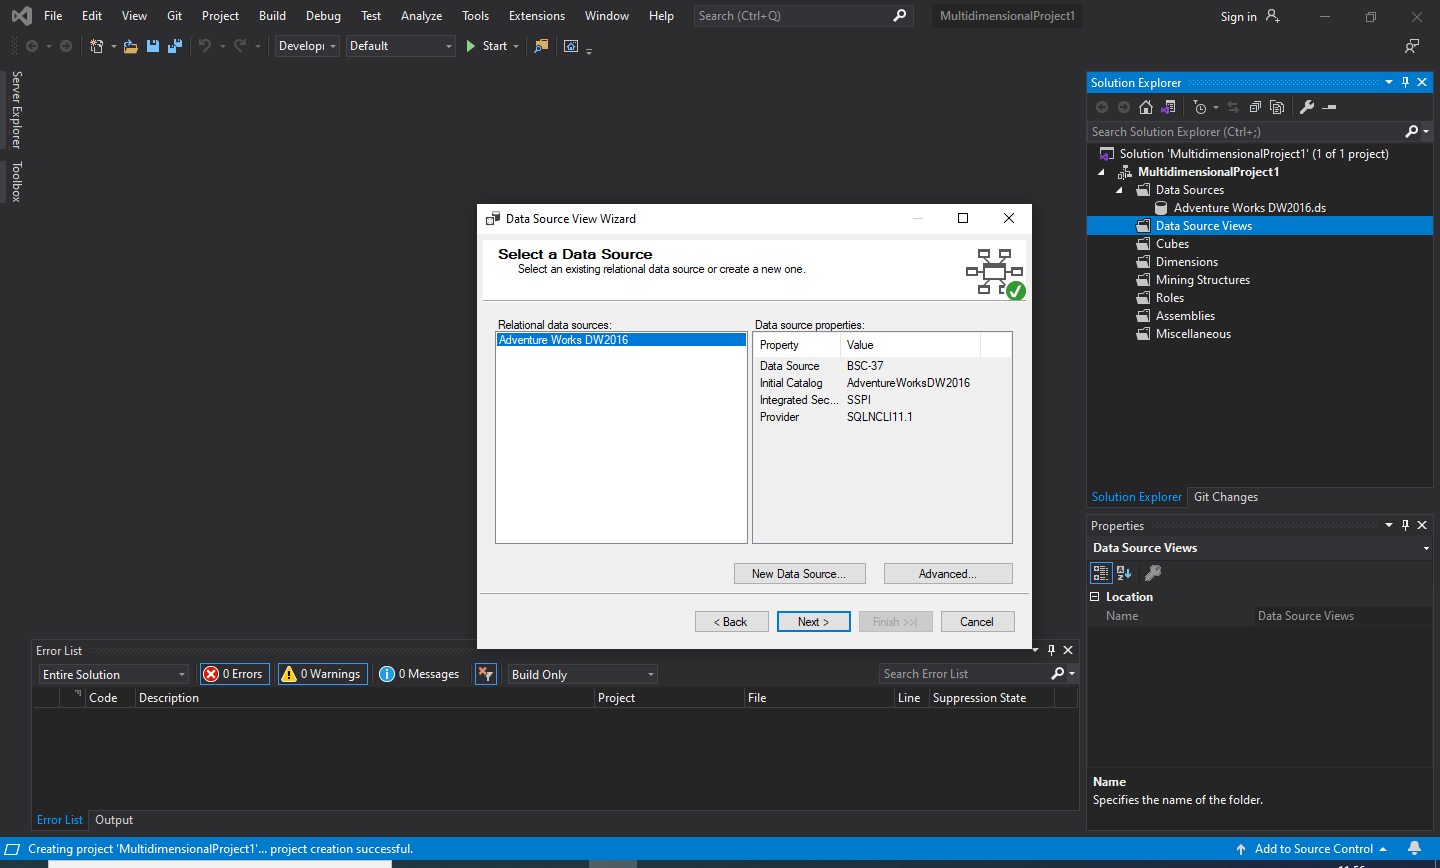 File Edit View Git Project Build Debug Test Analyze Tools Extensions Window Help Search (Ctrl+Q) MultidimensionalProject1 Sign in
Developı Default Start
Server Explorer
Toolbox
Solution Explorer
Search Solution Explorer (Ctrl+;)
Solution 'MultidimensionalProject1' (1 of 1 project)
MultidimensionalProject1
Data Sources
Adventure Works DW2016.ds
Data Source Views
Cubes
Dimensions
Mining Structures
Roles
Assemblies
Miscellaneous
Solution Explorer Git Changes
Data Source View Wizard
Select a Data Source
Select an existing relational data source or create a new one.
Relational data sources:
Adventure Works DW2016
Data source properties:
Property Value
Data Source BSC-37
Initial Catalog AdventureWorksDW2016
Integrated Sec... SSPI
Provider SQLNCLI11.1
New Data Source... Advanced...
< Back Next > Finish >>| Cancel
Properties
Data Source Views
Location
Name Data Source Views
Name
Specifies the name of the folder.
Error List
Entire Solution 0 Errors 0 Warnings 0 Messages Build Only Search Error List
Code Description Project File Line Suppression State
Error List Output
Creating project 'MultidimensionalProject1'... project creation successful. Add to Source Control